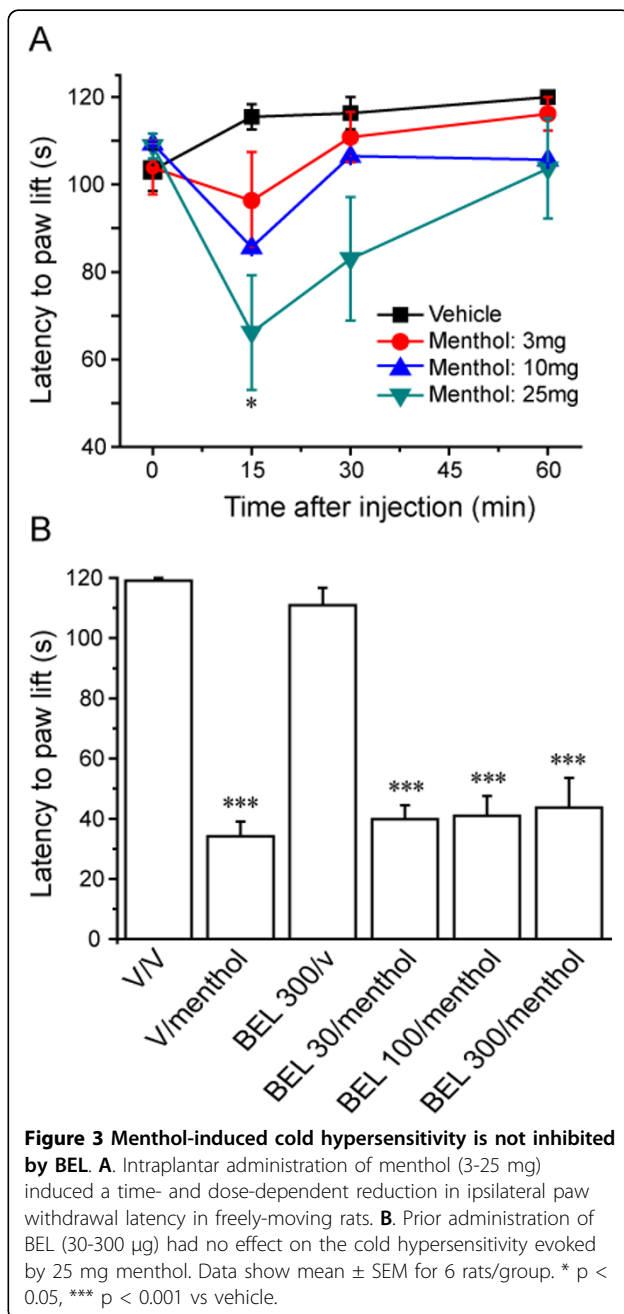 A
Latency to paw lift (s)
120
100
80
60
40
Vehicle
Menthol: 3mg
Menthol: 10mg
Menthol: 25mg
*
0 15 30 45 60
Time after injection (min)
B
Latency to paw lift (s)
120
100
80
60
40
20
0
***
***
***
***
V/V
V/menthol
BEL 300/v
BEL 30/menthol
BEL 100/menthol
BEL 300/menthol
Figure 3 Menthol-induced cold hypersensitivity is not inhibited
by BEL. A. Intraplantar administration of menthol (3-25 mg)
induced a time- and dose-dependent reduction in ipsilateral paw
withdrawal latency in freely-moving rats. B. Prior administration of
BEL (30-300 μg) had no effect on the cold hypersensitivity evoked
by 25 mg menthol. Data show mean ± SEM for 6 rats/group. * p <
0.05, *** p < 0.001 vs vehicle.